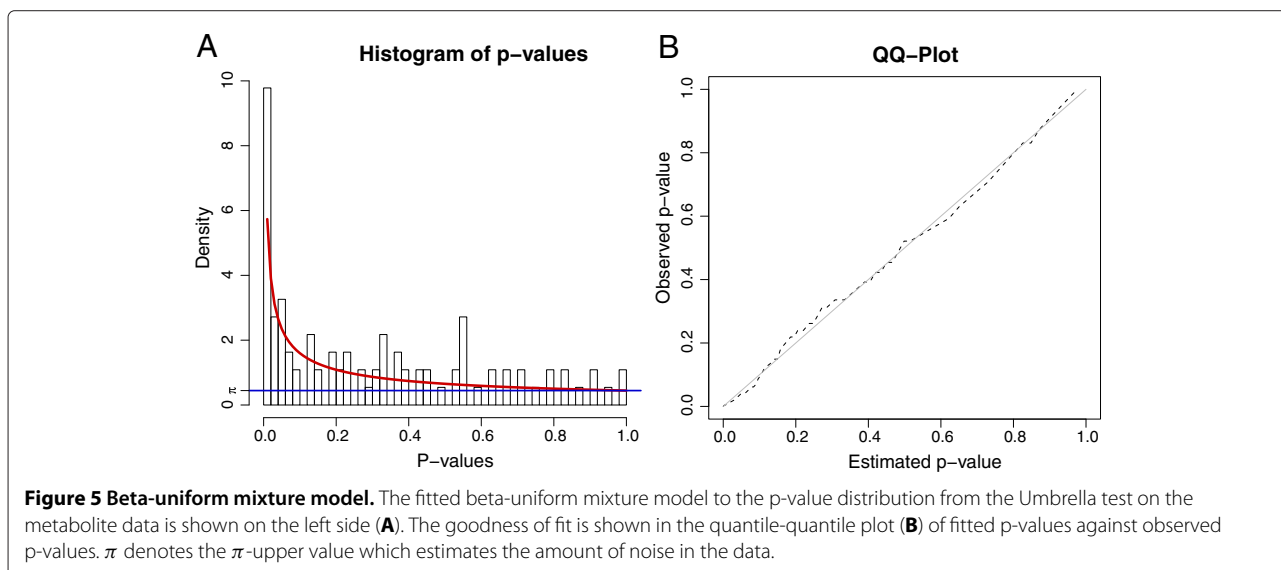 A
Histogram of p−values
Density
10
8
6
4
2
π
0
0.0 0.2 0.4 0.6 0.8 1.0
P−values
B
QQ−Plot
Observed p−value
1.0
0.8
0.6
0.4
0.2
0.0
0.0 0.2 0.4 0.6 0.8 1.0
Estimated p−value
Figure 5 Beta-uniform mixture model. The fitted beta-uniform mixture model to the p-value distribution from the Umbrella test on the
metabolite data is shown on the left side (A). The goodness of fit is shown in the quantile-quantile plot (B) of fitted p-values against observed
p-values. π denotes the π-upper value which estimates the amount of noise in the data.